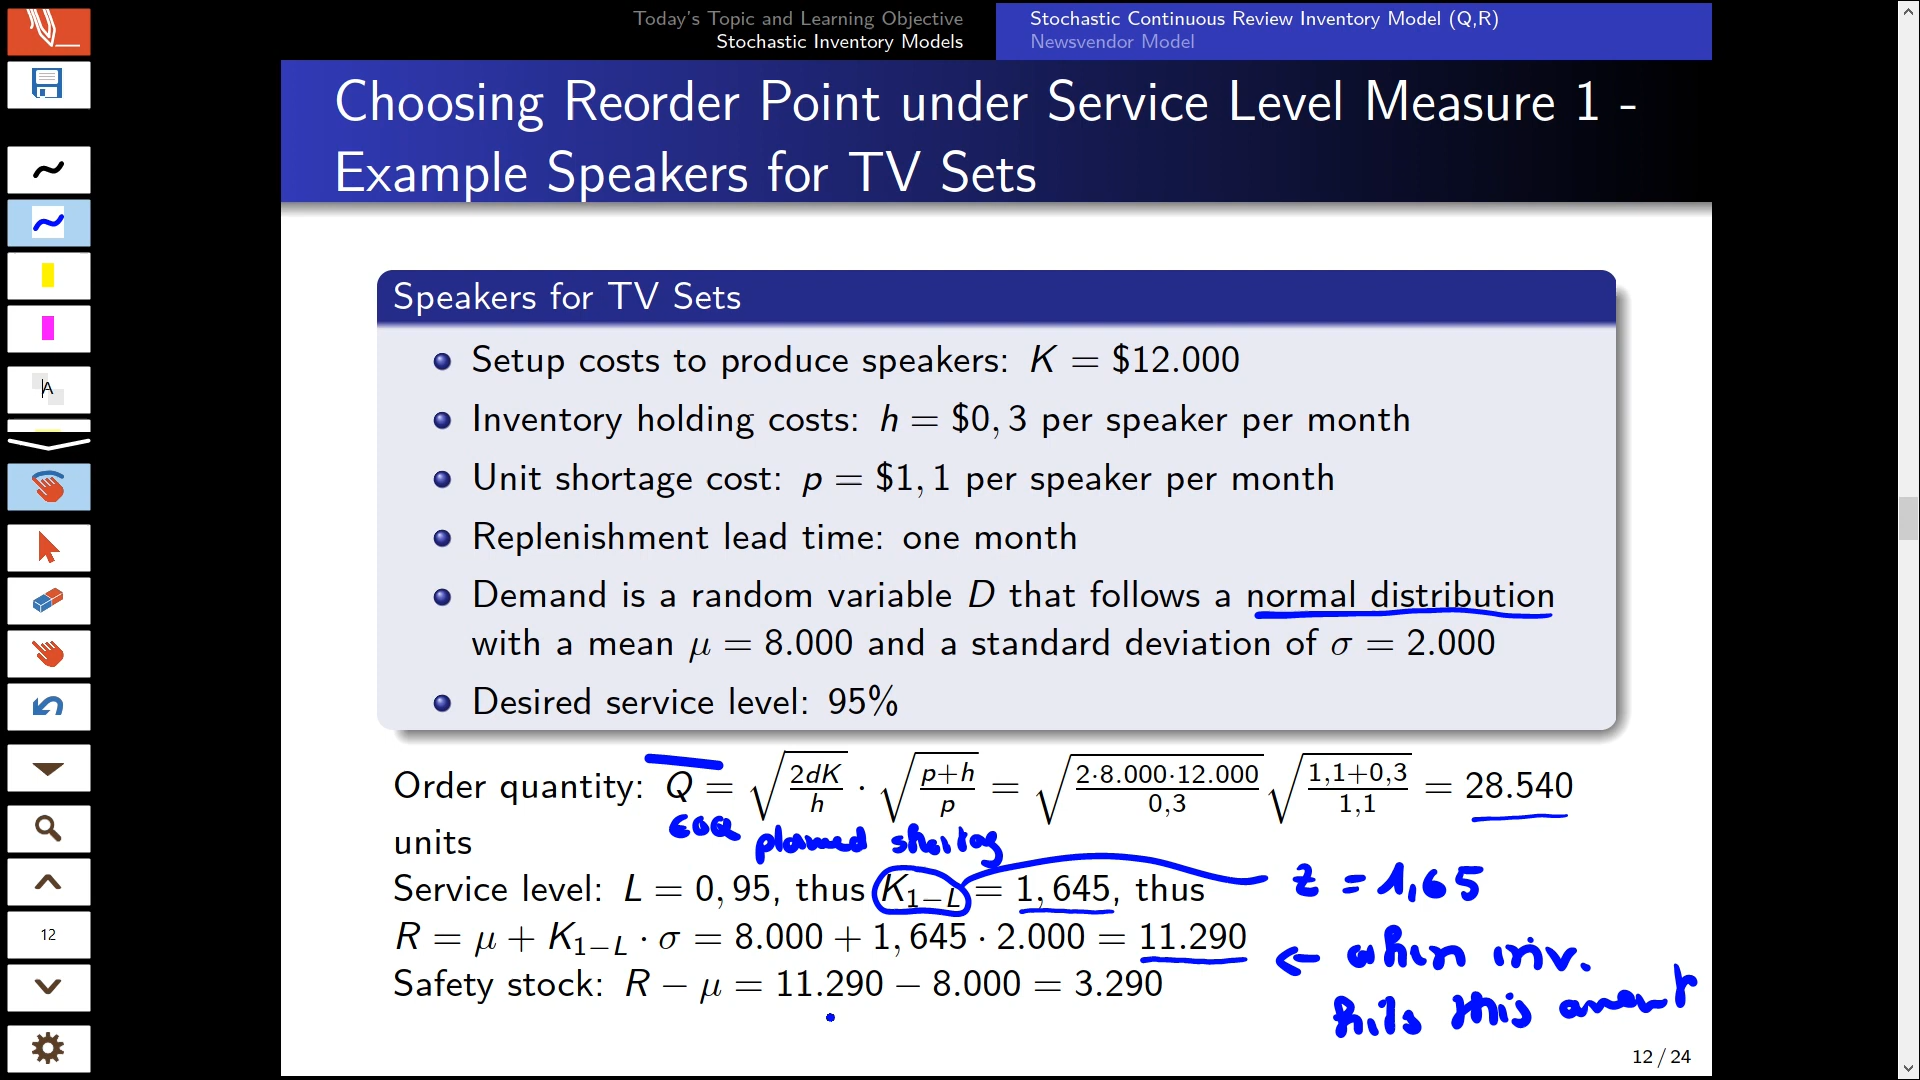 Today's Topic and Learning Objective
Stochastic Inventory Models
Stochastic Continuous Review Inventory Model (Q,R)
Newsvendor Model
Choosing Reorder Point under Service Level Measure 1 -
Example Speakers for TV Sets
Speakers for TV Sets
Setup costs to produce speakers: K = $12.000
Inventory holding costs: h = $0, 3 per speaker per month
Unit shortage cost: p = $1, 1 per speaker per month
Replenishment lead time: one month
Demand is a random variable D that follows a normal distribution
with a mean μ = 8.000 and a standard deviation of σ = 2.000
Desired service level: 95%
Order quantity: Q = √(2dK/h) · √((p+h)/p) = √(2·8.000·12.000/0,3) √((1,1+0,3)/1,1) = 28.540
units
EOQ planned
Service level: L = 0, 95, thus K₁₋L = 1, 645, thus
z = 1,65
R = μ + K₁₋L · σ = 8.000 + 1, 645 · 2.000 = 11.290
← when inv.
hits this amount
Safety stock: R − μ = 11.290 − 8.000 = 3.290
12 / 24
A
12